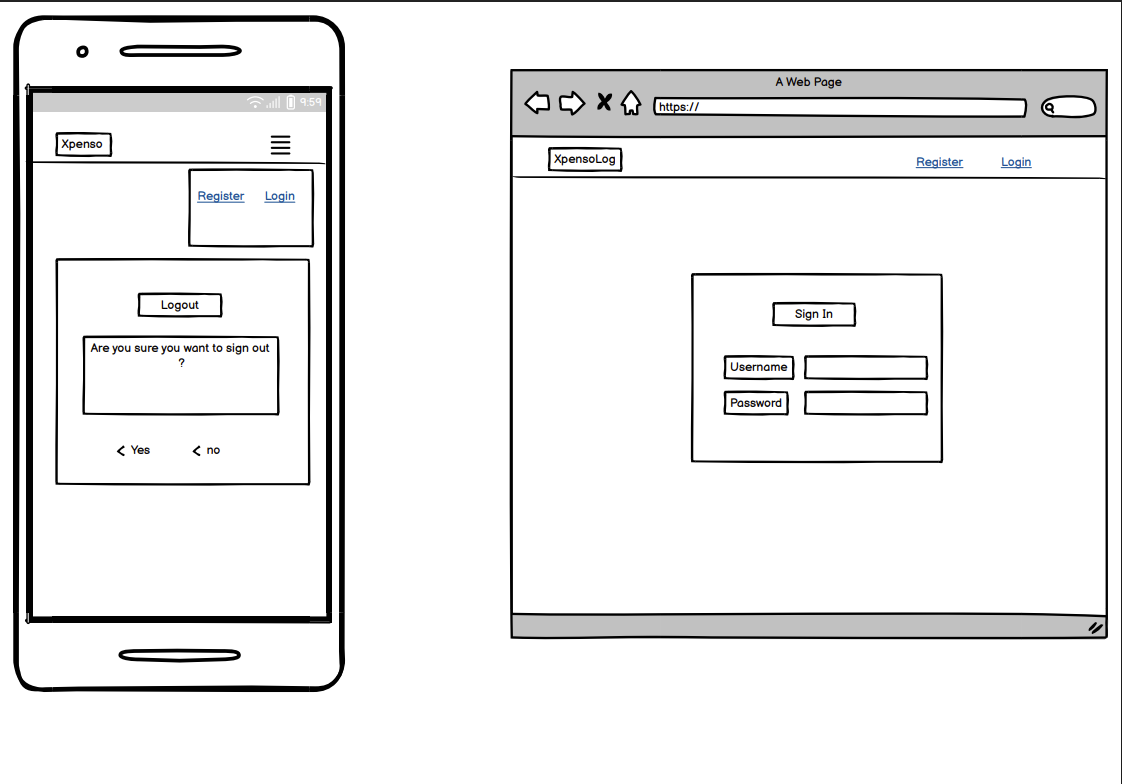 9:59
Xpenso
Register Login
Logout
Are you sure you want to sign out
?
Yes no
A Web Page
https://
XpensoLog
Register Login
Sign In
Username
Password